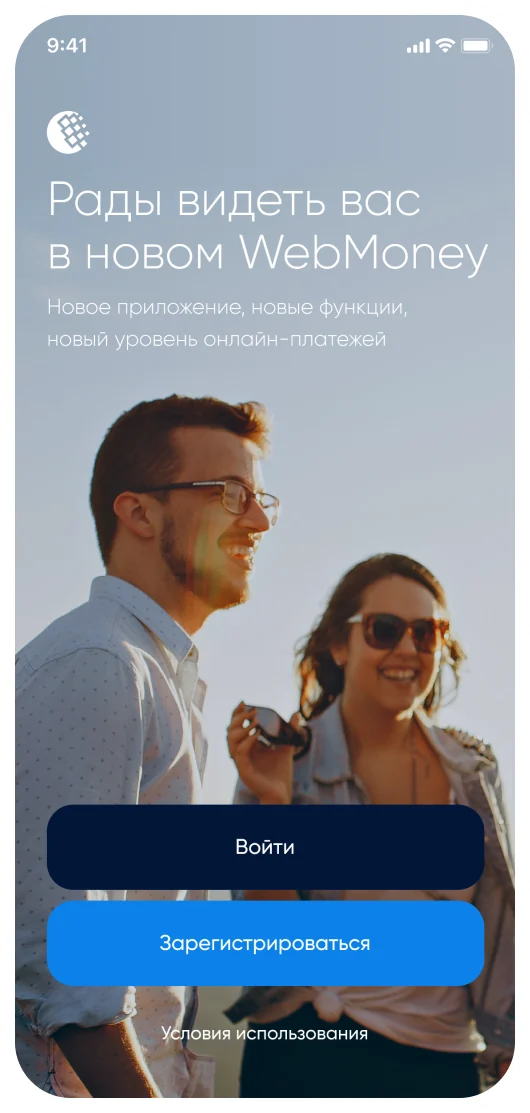 9:41
Рады видеть вас
в новом WebMoney
Новое приложение, новые функции,
новый уровень онлайн-платежей
Войти
Зарегистрироваться
Условия использования